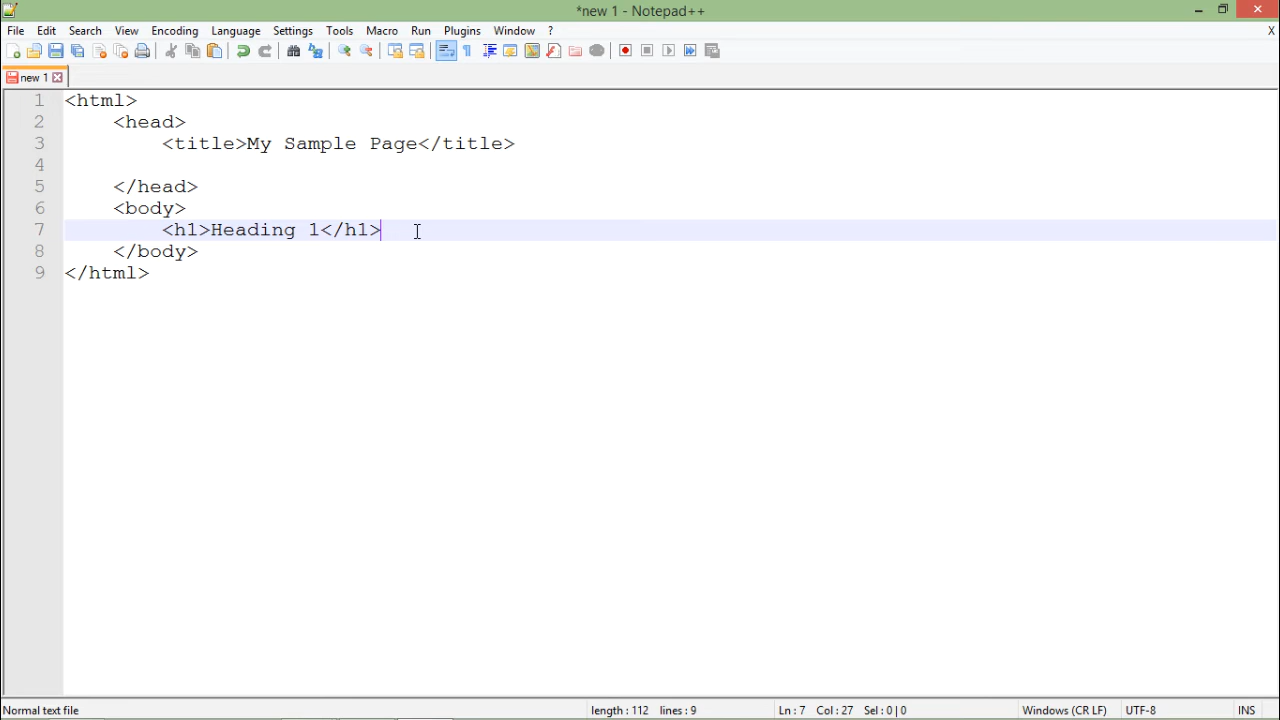 *new 1 - Notepad++
File Edit Search View Encoding Language Settings Tools Macro Run Plugins Window ? X
new 1
1 <html>
2 <head>
3 <title>My Sample Page</title>
4
5 </head>
6 <body>
7 <h1>Heading 1</h1>
8 </body>
9 </html>
Normal text file length : 112 lines : 9 Ln : 7 Col : 27 Sel : 0 | 0 Windows (CR LF) UTF-8 INS